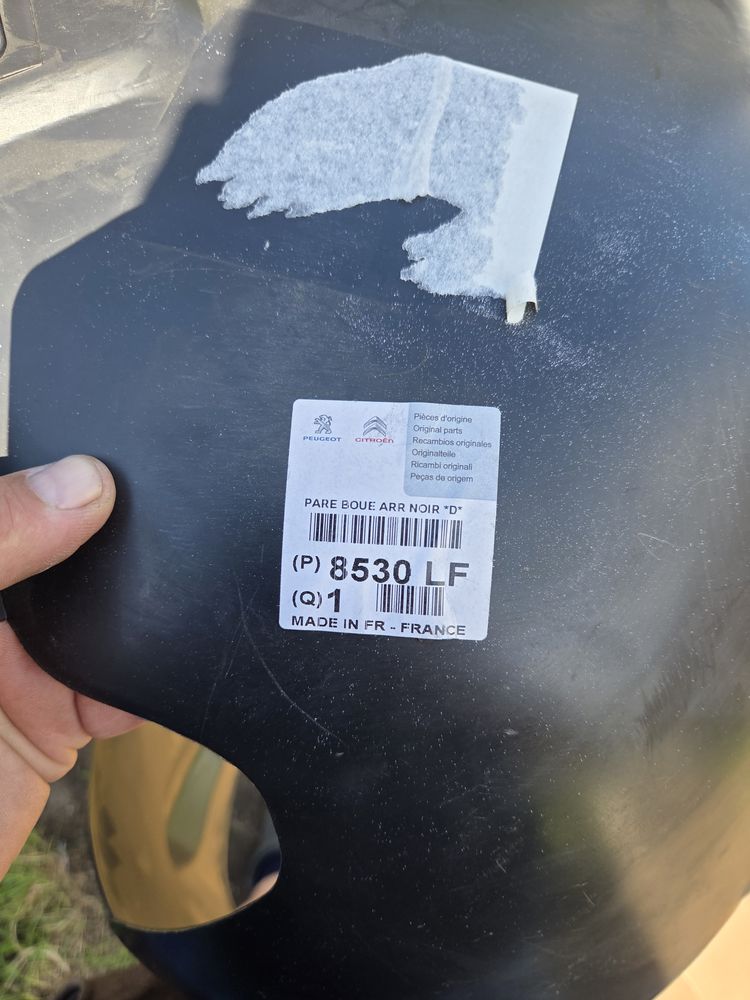 PEUGEOT
CITROËN
Pièces d'origine
Original parts
Recambios originales
Originalteile
Ricambi originali
Peças de origem
PARE BOUE ARR NOIR *D*
(P) 8530 LF
(Q) 1
MADE IN FR - FRANCE